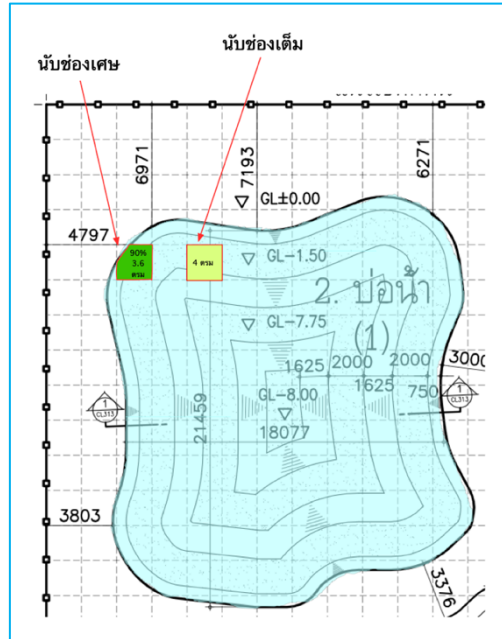 นับช่องเต็ม
นับช่องเศษ
6971
7193
6271
GL±0.00
4797
90%
3.6
ตรม
4 ตรม
GL-1.50
2. บ่อน้ำ
(1)
GL-7.75
1625
2000
2000
3000
1625
750
1
CL313
GL-8.00
1
CL313
21459
18077
3803
3376